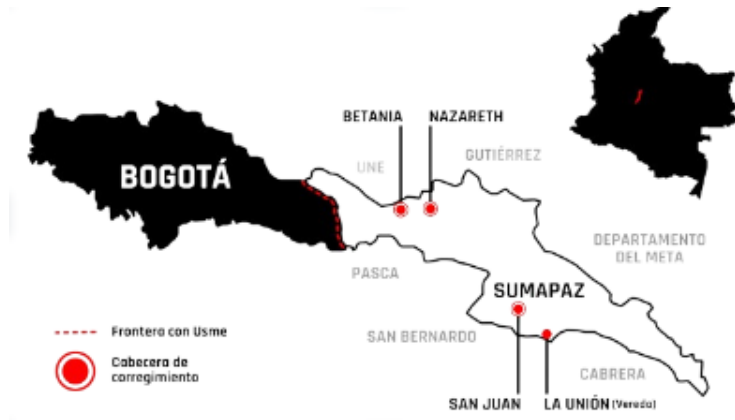 BETANIA
NAZARETH
UNE
GUTIÉRREZ
BOGOTÁ
DEPARTAMENTO
DEL META
PASCA
SUMAPAZ
Frontera con Usme
SAN BERNARDO
Cabecera de
corregimiento
CABRERA
SAN JUAN
LA UNIÓN (Vereda)